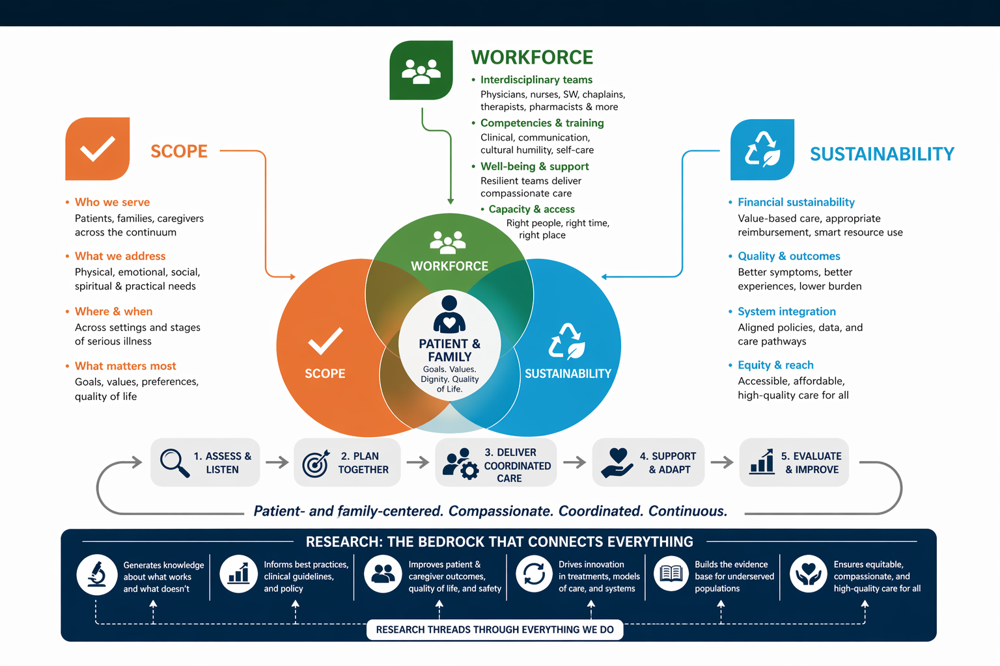 WORKFORCE
• Interdisciplinary teams
Physicians, nurses, SW, chaplains,
therapists, pharmacists & more
• Competencies & training
Clinical, communication,
cultural humility, self-care
• Well-being & support
Resilient teams deliver
compassionate care
• Capacity & access
Right people, right time,
right place
SCOPE
• Who we serve
Patients, families, caregivers
across the continuum
• What we address
Physical, emotional, social,
spiritual & practical needs
• Where & when
Across settings and stages
of serious illness
• What matters most
Goals, values, preferences,
quality of life
SUSTAINABILITY
• Financial sustainability
Value-based care, appropriate
reimbursement, smart resource use
• Quality & outcomes
Better symptoms, better
experiences, lower burden
• System integration
Aligned policies, data, and
care pathways
• Equity & reach
Accessible, affordable,
high-quality care for all
WORKFORCE
SCOPE
PATIENT &
FAMILY
Goals. Values.
Dignity. Quality
of Life.
SUSTAINABILITY
1. ASSESS &
LISTEN
2. PLAN
TOGETHER
3. DELIVER
COORDINATED
CARE
4. SUPPORT
& ADAPT
5. EVALUATE
& IMPROVE
Patient- and family-centered. Compassionate. Coordinated. Continuous.
RESEARCH: THE BEDROCK THAT CONNECTS EVERYTHING
Generates knowledge
about what works
and what doesn't
Informs best practices,
clinical guidelines,
and policy
Improves patient &
caregiver outcomes,
quality of life, and safety
Drives innovation
in treatments, models
of care, and systems
Builds the evidence
base for underserved
populations
Ensures equitable,
compassionate, and
high-quality care for all
RESEARCH THREADS THROUGH EVERYTHING WE DO